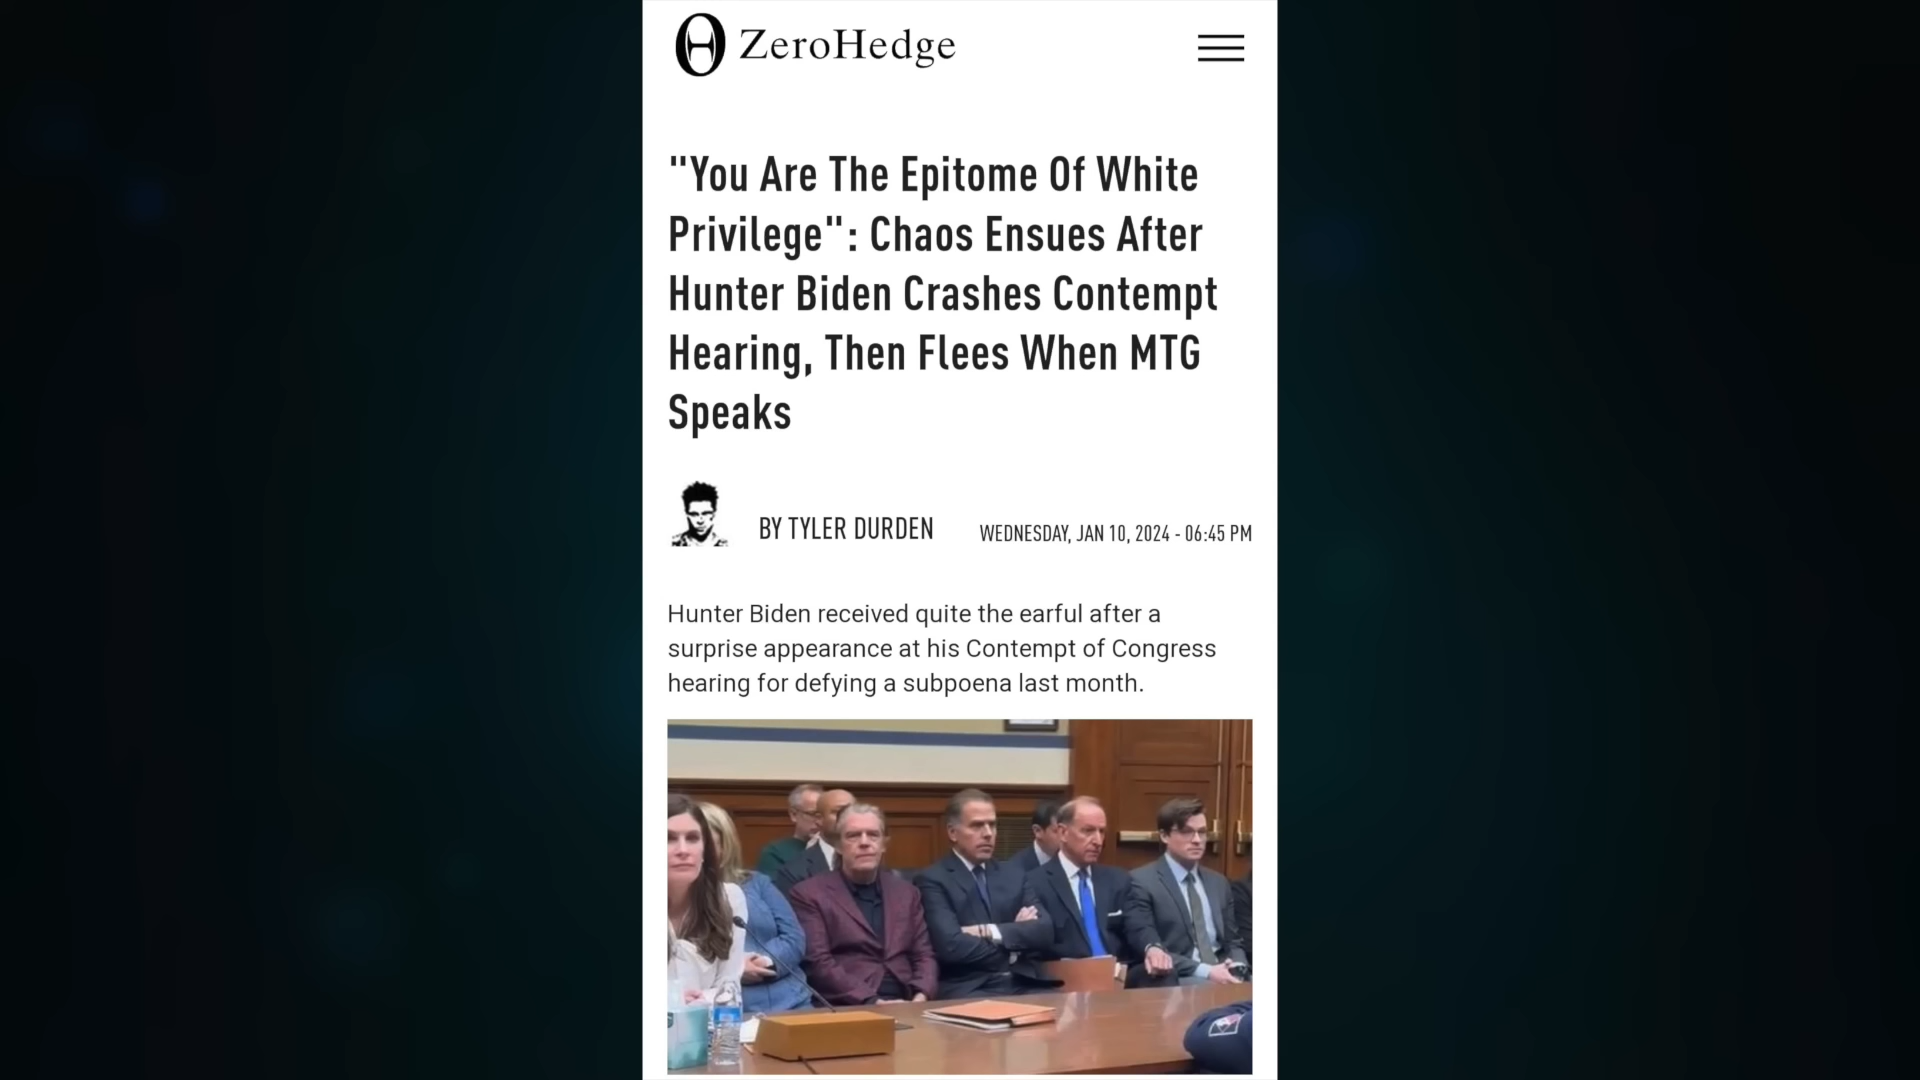 ZeroHedge
"You Are The Epitome Of White
Privilege": Chaos Ensues After
Hunter Biden Crashes Contempt
Hearing, Then Flees When MTG
Speaks
BY TYLER DURDEN
WEDNESDAY, JAN 10, 2024 - 06:45 PM
Hunter Biden received quite the earful after a
surprise appearance at his Contempt of Congress
hearing for defying a subpoena last month.